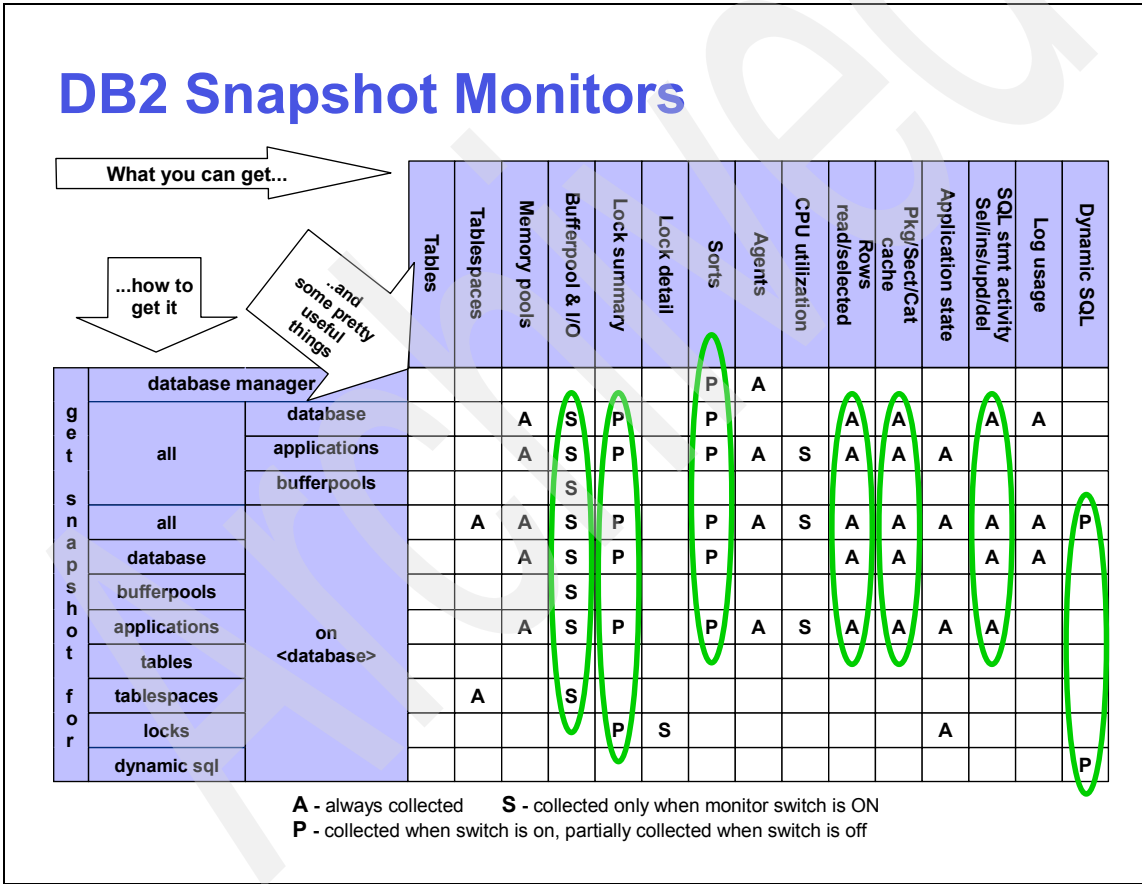 DB2 Snapshot Monitors
What you can get...
...how to
get it
..and
some pretty
useful
things
Tables
Tablespaces
Memory pools
Bufferpool & I/O
Lock summary
Lock detail
Sorts
Agents
CPU utilization
Rows
read/selected
Pkg/Sect/Cat
cache
Application state
SQL stmt activity
Sel/ins/upd/del
Log usage
Dynamic SQL
get snapshot for
database manager P A
all
database A S P P A A A A
applications A S P P A S A A A
bufferpools S
on
<database>
all A A S P P A S A A A A A P
database A S P P A A A A
bufferpools S
applications A S P P A S A A A A
tables
tablespaces A S
locks P S A
dynamic sql P
A - always collected S - collected only when monitor switch is ON
P - collected when switch is on, partially collected when switch is off
Archived